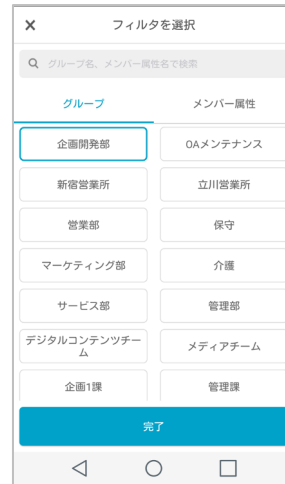 × フィルタを選択
グループ名、メンバー属性名で検索
グループ メンバー属性
企画開発部 OAメンテナンス
新宿営業所 立川営業所
営業部 保守
マーケティング部 介護
サービス部 管理部
デジタルコンテンツチー
ム
メディアチーム
企画1課 管理課
完了